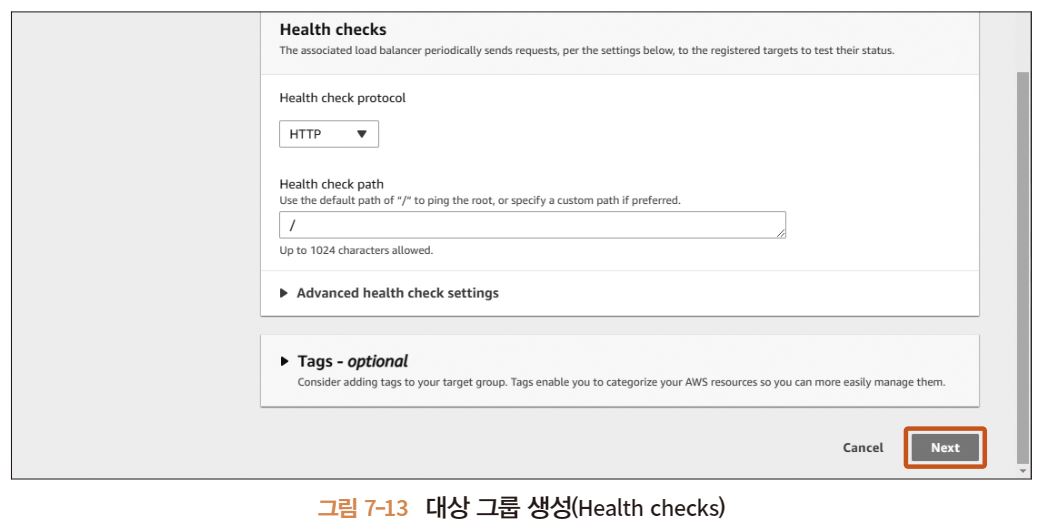 Health checks
The associated load balancer periodically sends requests, per the settings below, to the registered targets to test their status.
Health check protocol
HTTP
Health check path
Use the default path of "/" to ping the root, or specify a custom path if preferred.
/
Up to 1024 characters allowed.
Advanced health check settings
Tags - optional
Consider adding tags to your target group. Tags enable you to categorize your AWS resources so you can more easily manage them.
Cancel Next
그림 7-13 대상 그룹 생성(Health checks)